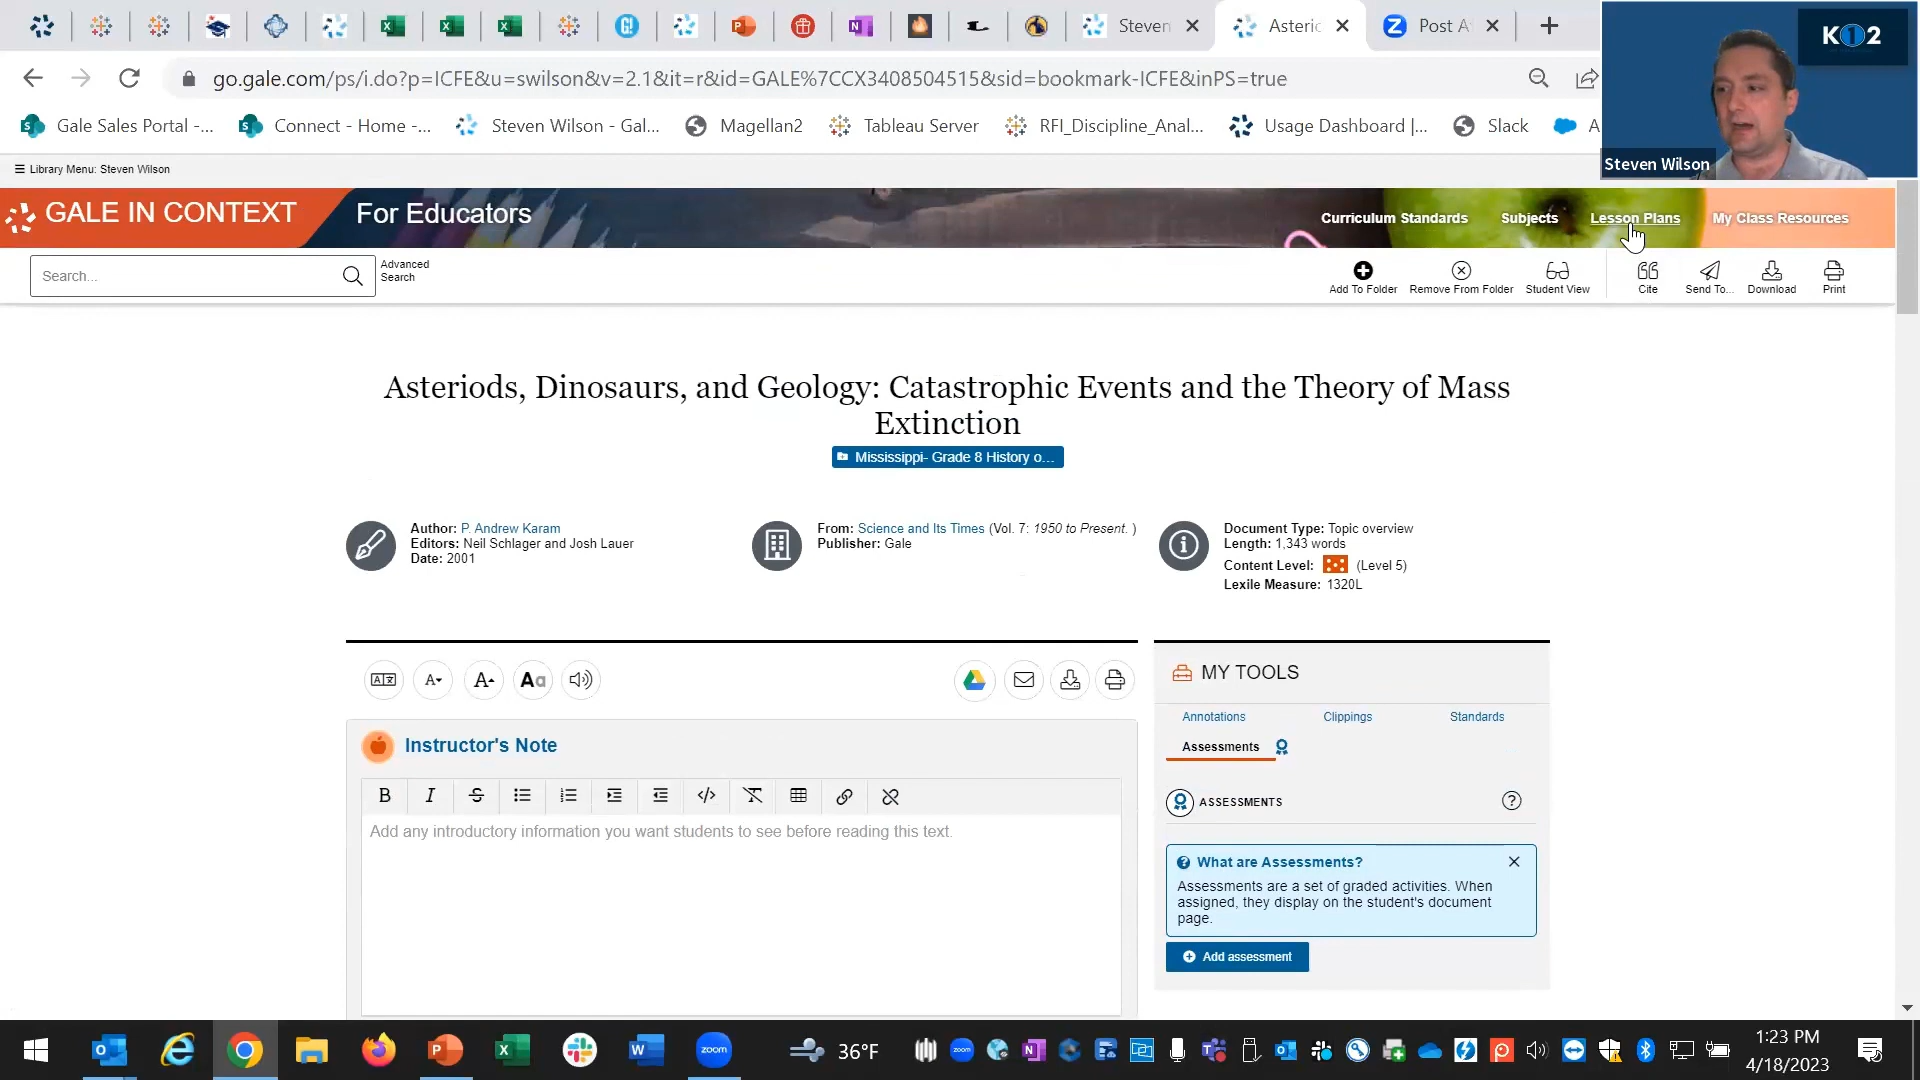 Steven
Asteric
Post A
go.gale.com/ps/i.do?p=ICFE&u=swilson&v=2.1&it=r&id=GALE%7CCX3408504515&sid=bookmark-ICFE&inPS=true
K12
Gale Sales Portal -...
Connect - Home -...
Steven Wilson - Gal...
Magellan2
Tableau Server
RFI_Discipline_Anal...
Usage Dashboard |...
Slack
A
Steven Wilson
Library Menu: Steven Wilson
GALE IN CONTEXT
For Educators
Curriculum Standards
Subjects
Lesson Plans
My Class Resources
Search...
Advanced
Search
Add To Folder
Remove From Folder
Student View
Cite
Send To...
Download
Print
Asteriods, Dinosaurs, and Geology: Catastrophic Events and the Theory of Mass
Extinction
Mississippi- Grade 8 History o...
Author: P. Andrew Karam
Editors: Neil Schlager and Josh Lauer
Date: 2001
From: Science and Its Times (Vol. 7: 1950 to Present. )
Publisher: Gale
Document Type: Topic overview
Length: 1,343 words
Content Level: (Level 5)
Lexile Measure: 1320L
MY TOOLS
Annotations
Clippings
Standards
Assessments
Instructor's Note
ASSESSMENTS
Add any introductory information you want students to see before reading this text.
What are Assessments?
Assessments are a set of graded activities. When
assigned, they display on the student's document
page.
Add assessment
zoom
36°F
1:23 PM
4/18/2023